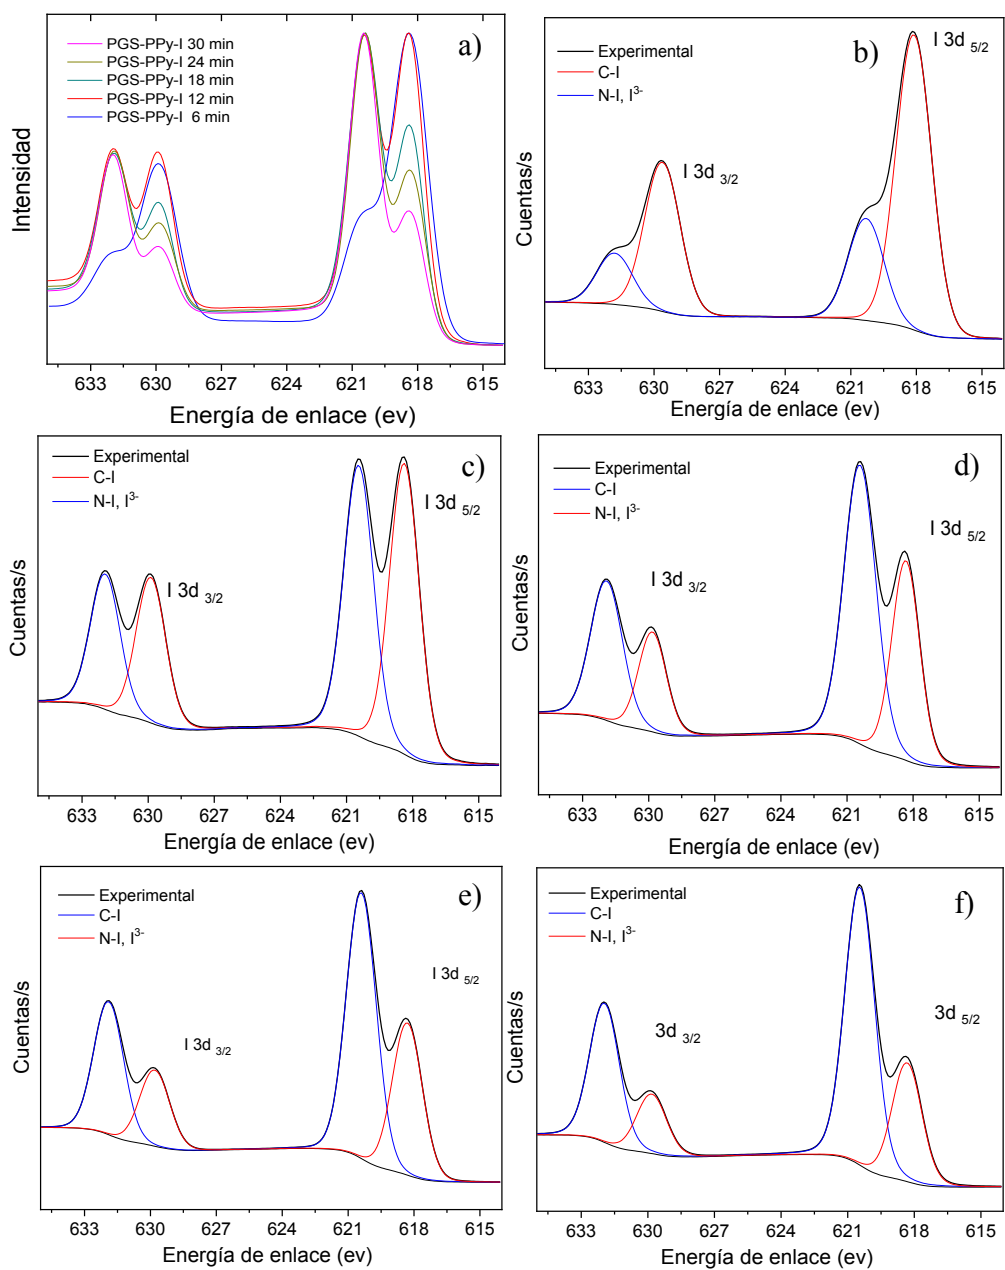 a)
PGS-PPy-I 30 min
PGS-PPy-I 24 min
PGS-PPy-I 18 min
PGS-PPy-I 12 min
PGS-PPy-I 6 min
Intensidad
633 630 627 624 621 618 615
Energía de enlace (ev)
b)
Experimental
C-I
N-I, I³⁻
I 3d 3/2
I 3d 5/2
Cuentas/s
633 630 627 624 621 618 615
Energía de enlace (ev)
c)
Experimental
C-I
N-I, I³⁻
I 3d 3/2
I 3d 5/2
Cuentas/s
633 630 627 624 621 618 615
Energía de enlace (ev)
d)
Experimental
C-I
N-I, I³⁻
I 3d 3/2
I 3d 5/2
Cuentas/s
633 630 627 624 621 618 615
Energía de enlace (ev)
e)
Experimental
C-I
N-I, I³⁻
I 3d 3/2
I 3d 5/2
Cuentas/s
633 630 627 624 621 618 615
Energía de enlace (ev)
f)
Experimental
C-I
N-I, I³⁻
3d 3/2
3d 5/2
Cuentas/s
633 630 627 624 621 618 615
Energía de enlace (ev)